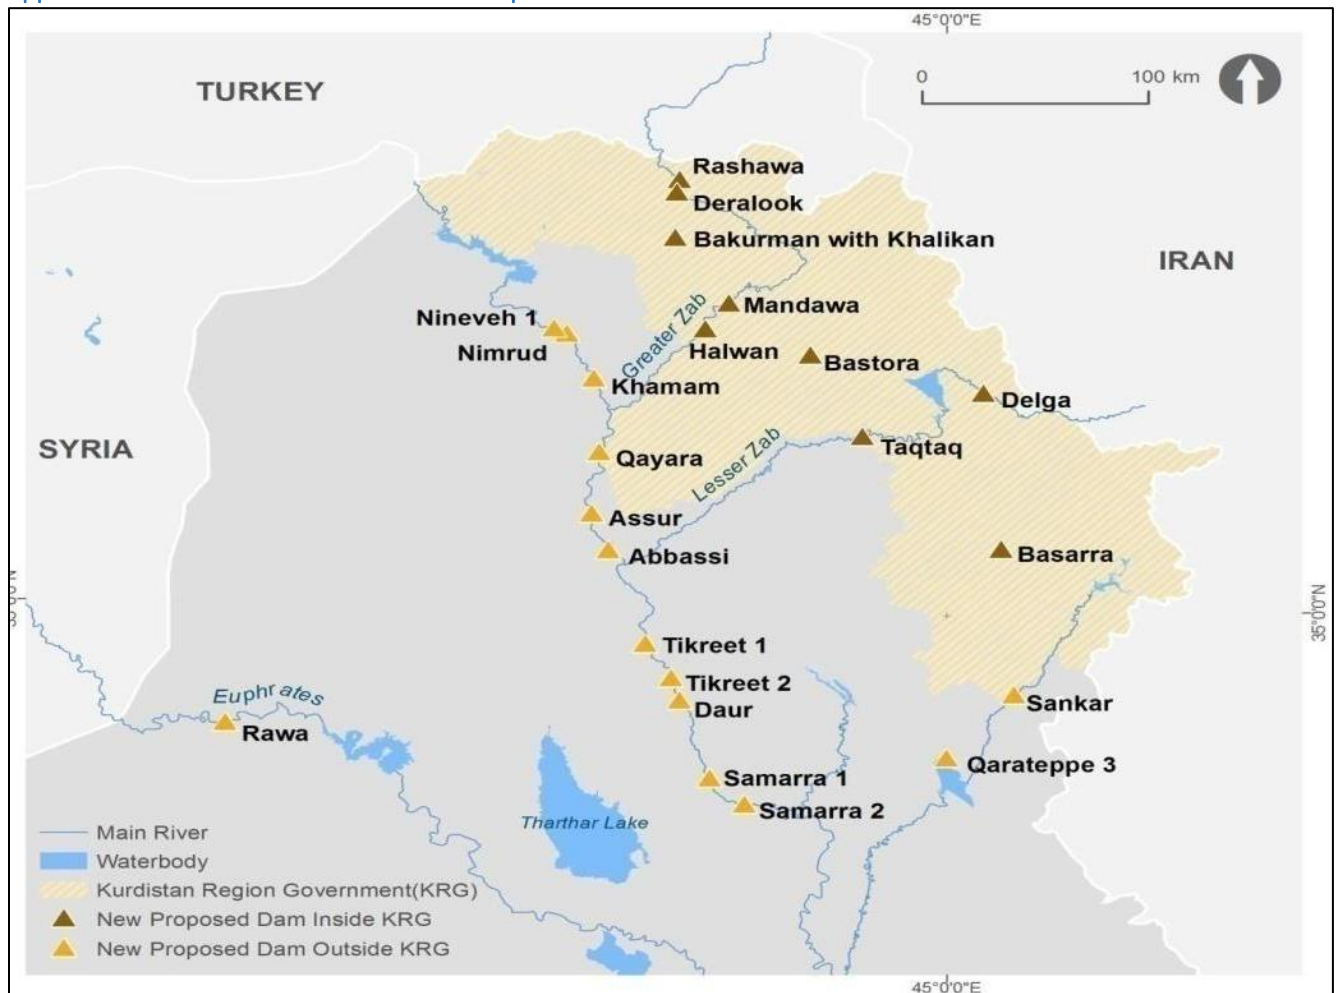 45°0'0"E
TURKEY
0 100 km
Rashawa
Deralook
Bakurman with Khalikan
IRAN
Mandawa
Nineveh 1
Greater Zab
Halwan
Nimrud
Bastora
Khamam
Delga
SYRIA
Taqtaq
Qayara
Lesser Zab
Assur
Abbassi
Basarra
35°0'0"N
Tikreet 1
Tikreet 2
Euphrates
Sankar
Daur
Rawa
Qarateppe 3
Samarra 1
Samarra 2
Tharthar Lake
Main River
Waterbody
Kurdistan Region Government(KRG)
New Proposed Dam Inside KRG
New Proposed Dam Outside KRG
45°0'0"E